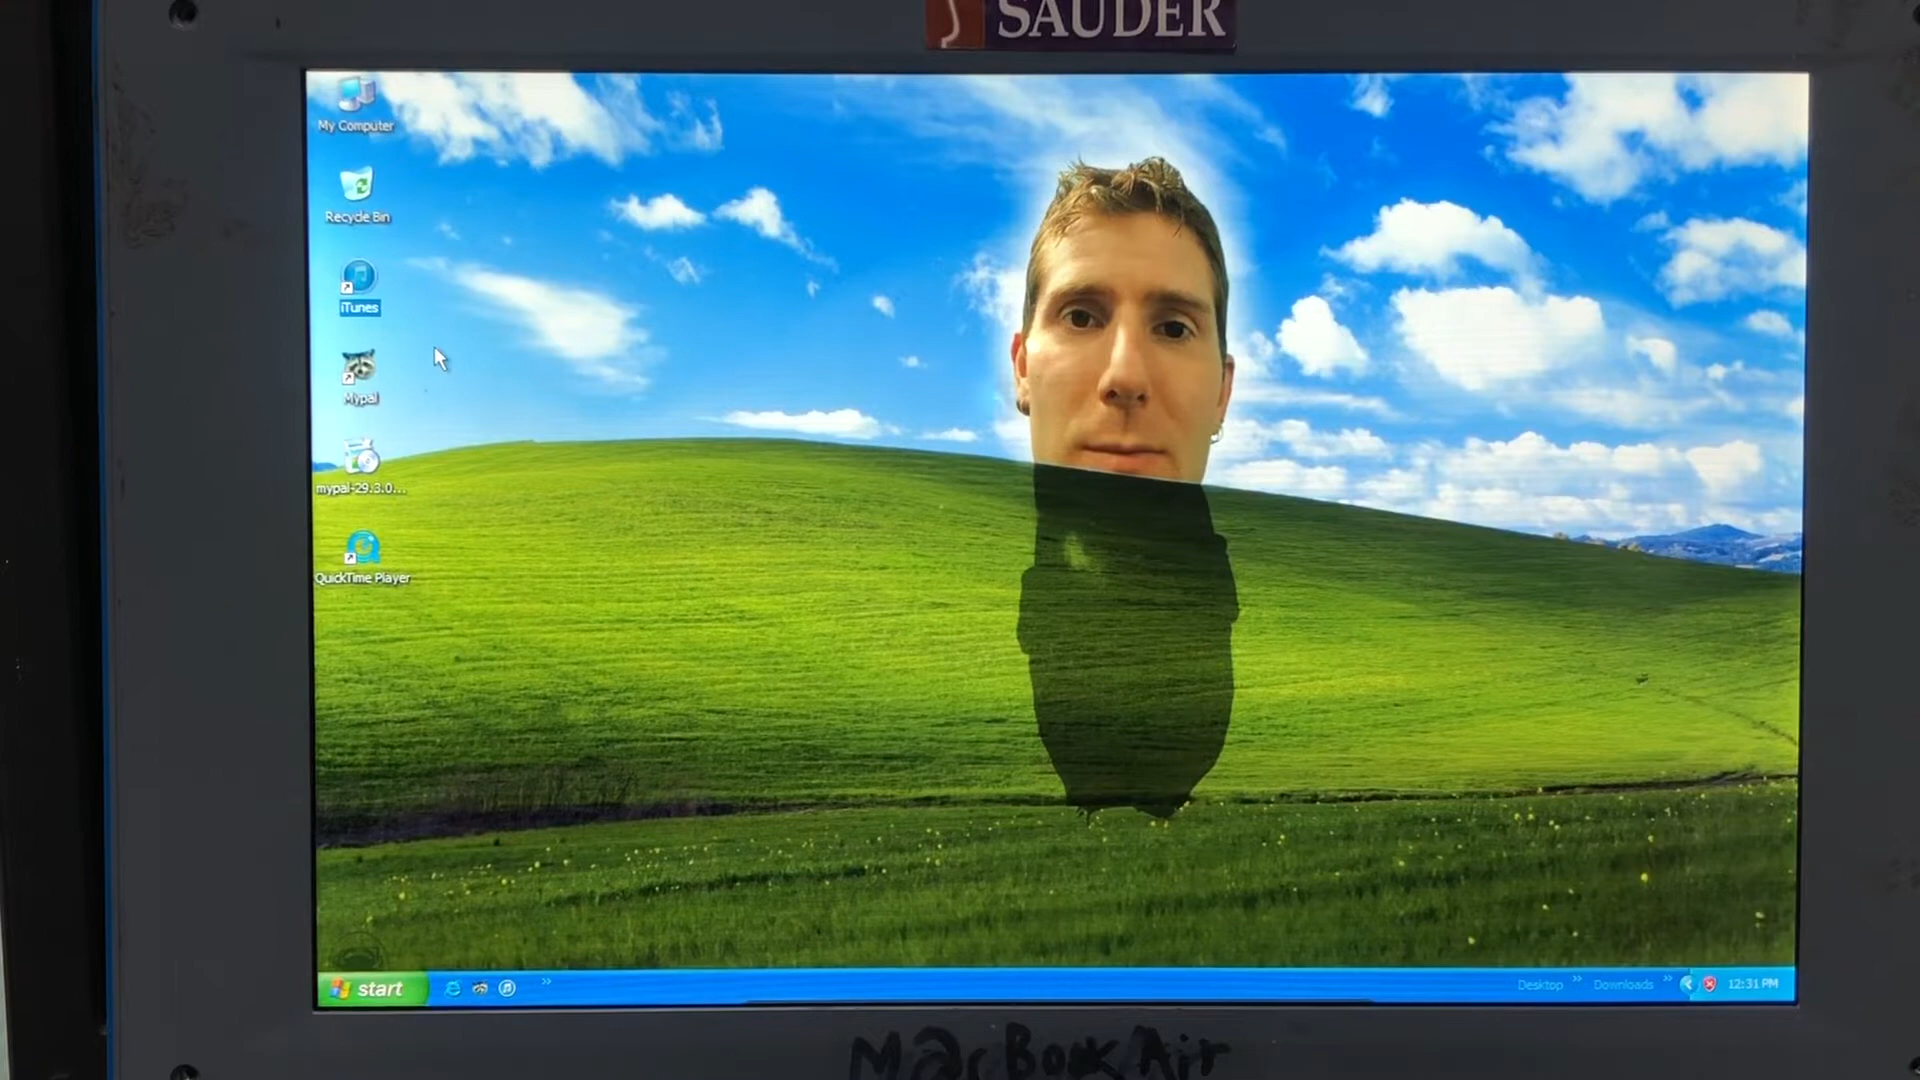 SAUDER
My Computer
Recycle Bin
iTunes
Mypal
mypal-29.3.0...
QuickTime Player
start
Desktop
Downloads
12:31 PM
MacBook Air